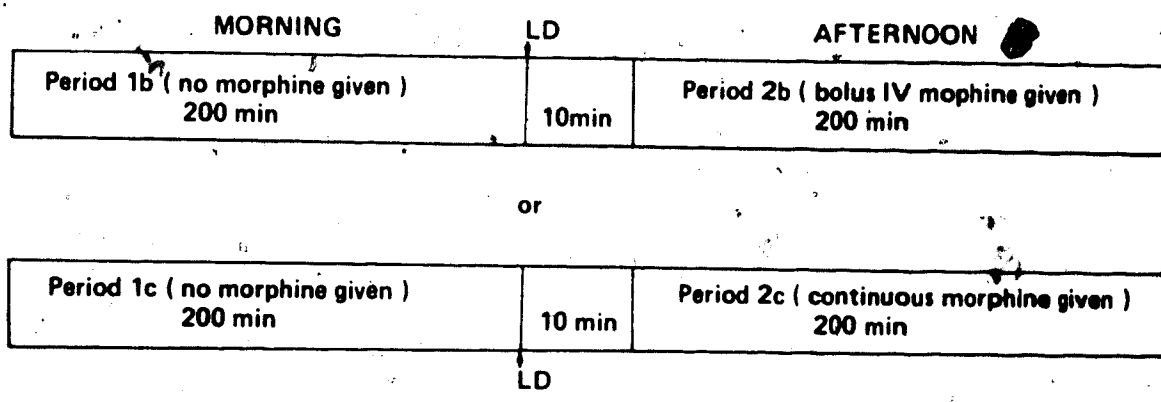 MORNING LD AFTERNOON
Period 1b ( no morphine given ) Period 2b ( bolus IV mophine given )
200 min 10min 200 min
or
Period 1c ( no morphine given ) Period 2c ( continuous morphine given )
200 min 10 min 200 min
LD